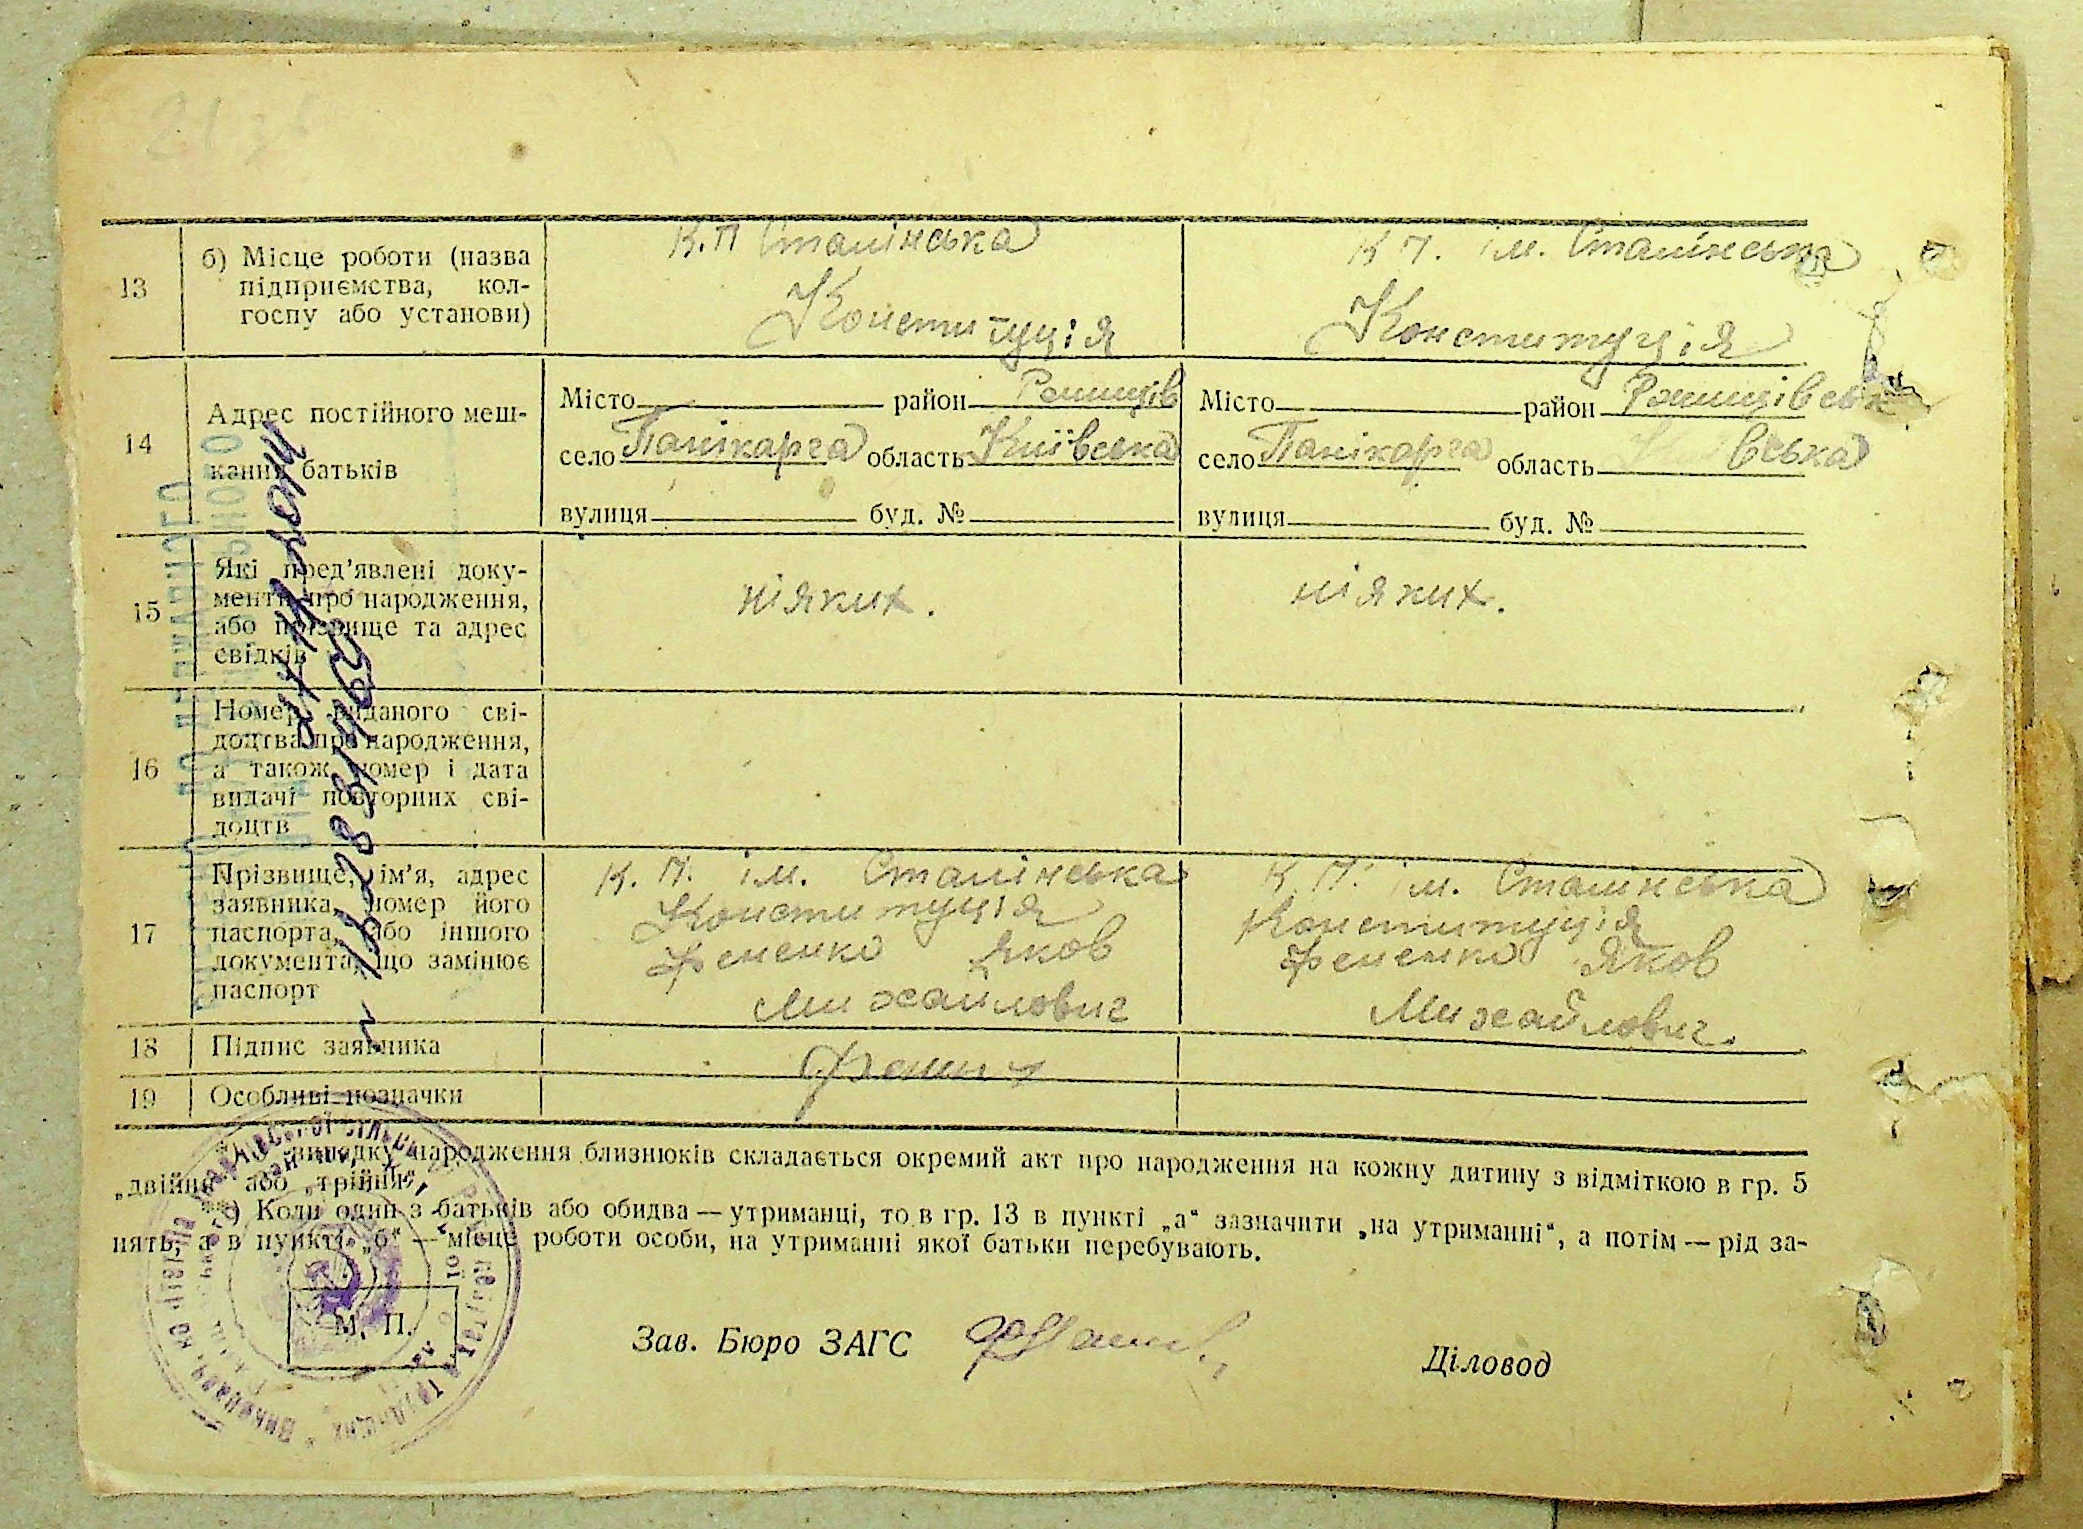 13
б) Місце роботи (назва
підприємства, кол-
госпу або установи)
К.П Сталінська
Конституція
К П. ім. Сталінська
Конституція
14
Адрес постійного меш-
кання батьків
Місто район Ржищів
село Панікарча область Київська
вулиця буд. №
Місто район Ржищівськ
село Панікарча область Київська
вулиця буд. №
15
Які пред’явлені доку-
менти про народження,
або прізвище та адрес
свідків
ніяких.
ніяких.
16
Номер виданого сві-
доцтва про народження,
а також номер і дата
видачі повторних сві-
доцтв
17
Прізвище, ім’я, адрес
заявника, номер його
паспорта, або іншого
документа, що замінює
паспорт
К. П. ім. Сталінська
Конституція
Фененко Яков
Михайлович
К. П. ім. Сталінська
Конституція
Фененко Яков
Михайлович.
18
Підпис заявника
19
Особливі позначки
*) У випадку народження близнюків складається окремий акт про народження на кожну дитину з відміткою в гр. 5
„двійня“ або „трійня“.
**) Коли один з батьків або обидва — утриманці, то в гр. 13 в пункті „а“ зазначити „на утриманні“, а потім — рід за-
нять, а в пункті „б“ — місце роботи особи, на утриманні якої батьки перебувають.
М. П.
Зав. Бюро ЗАГС
Діловод